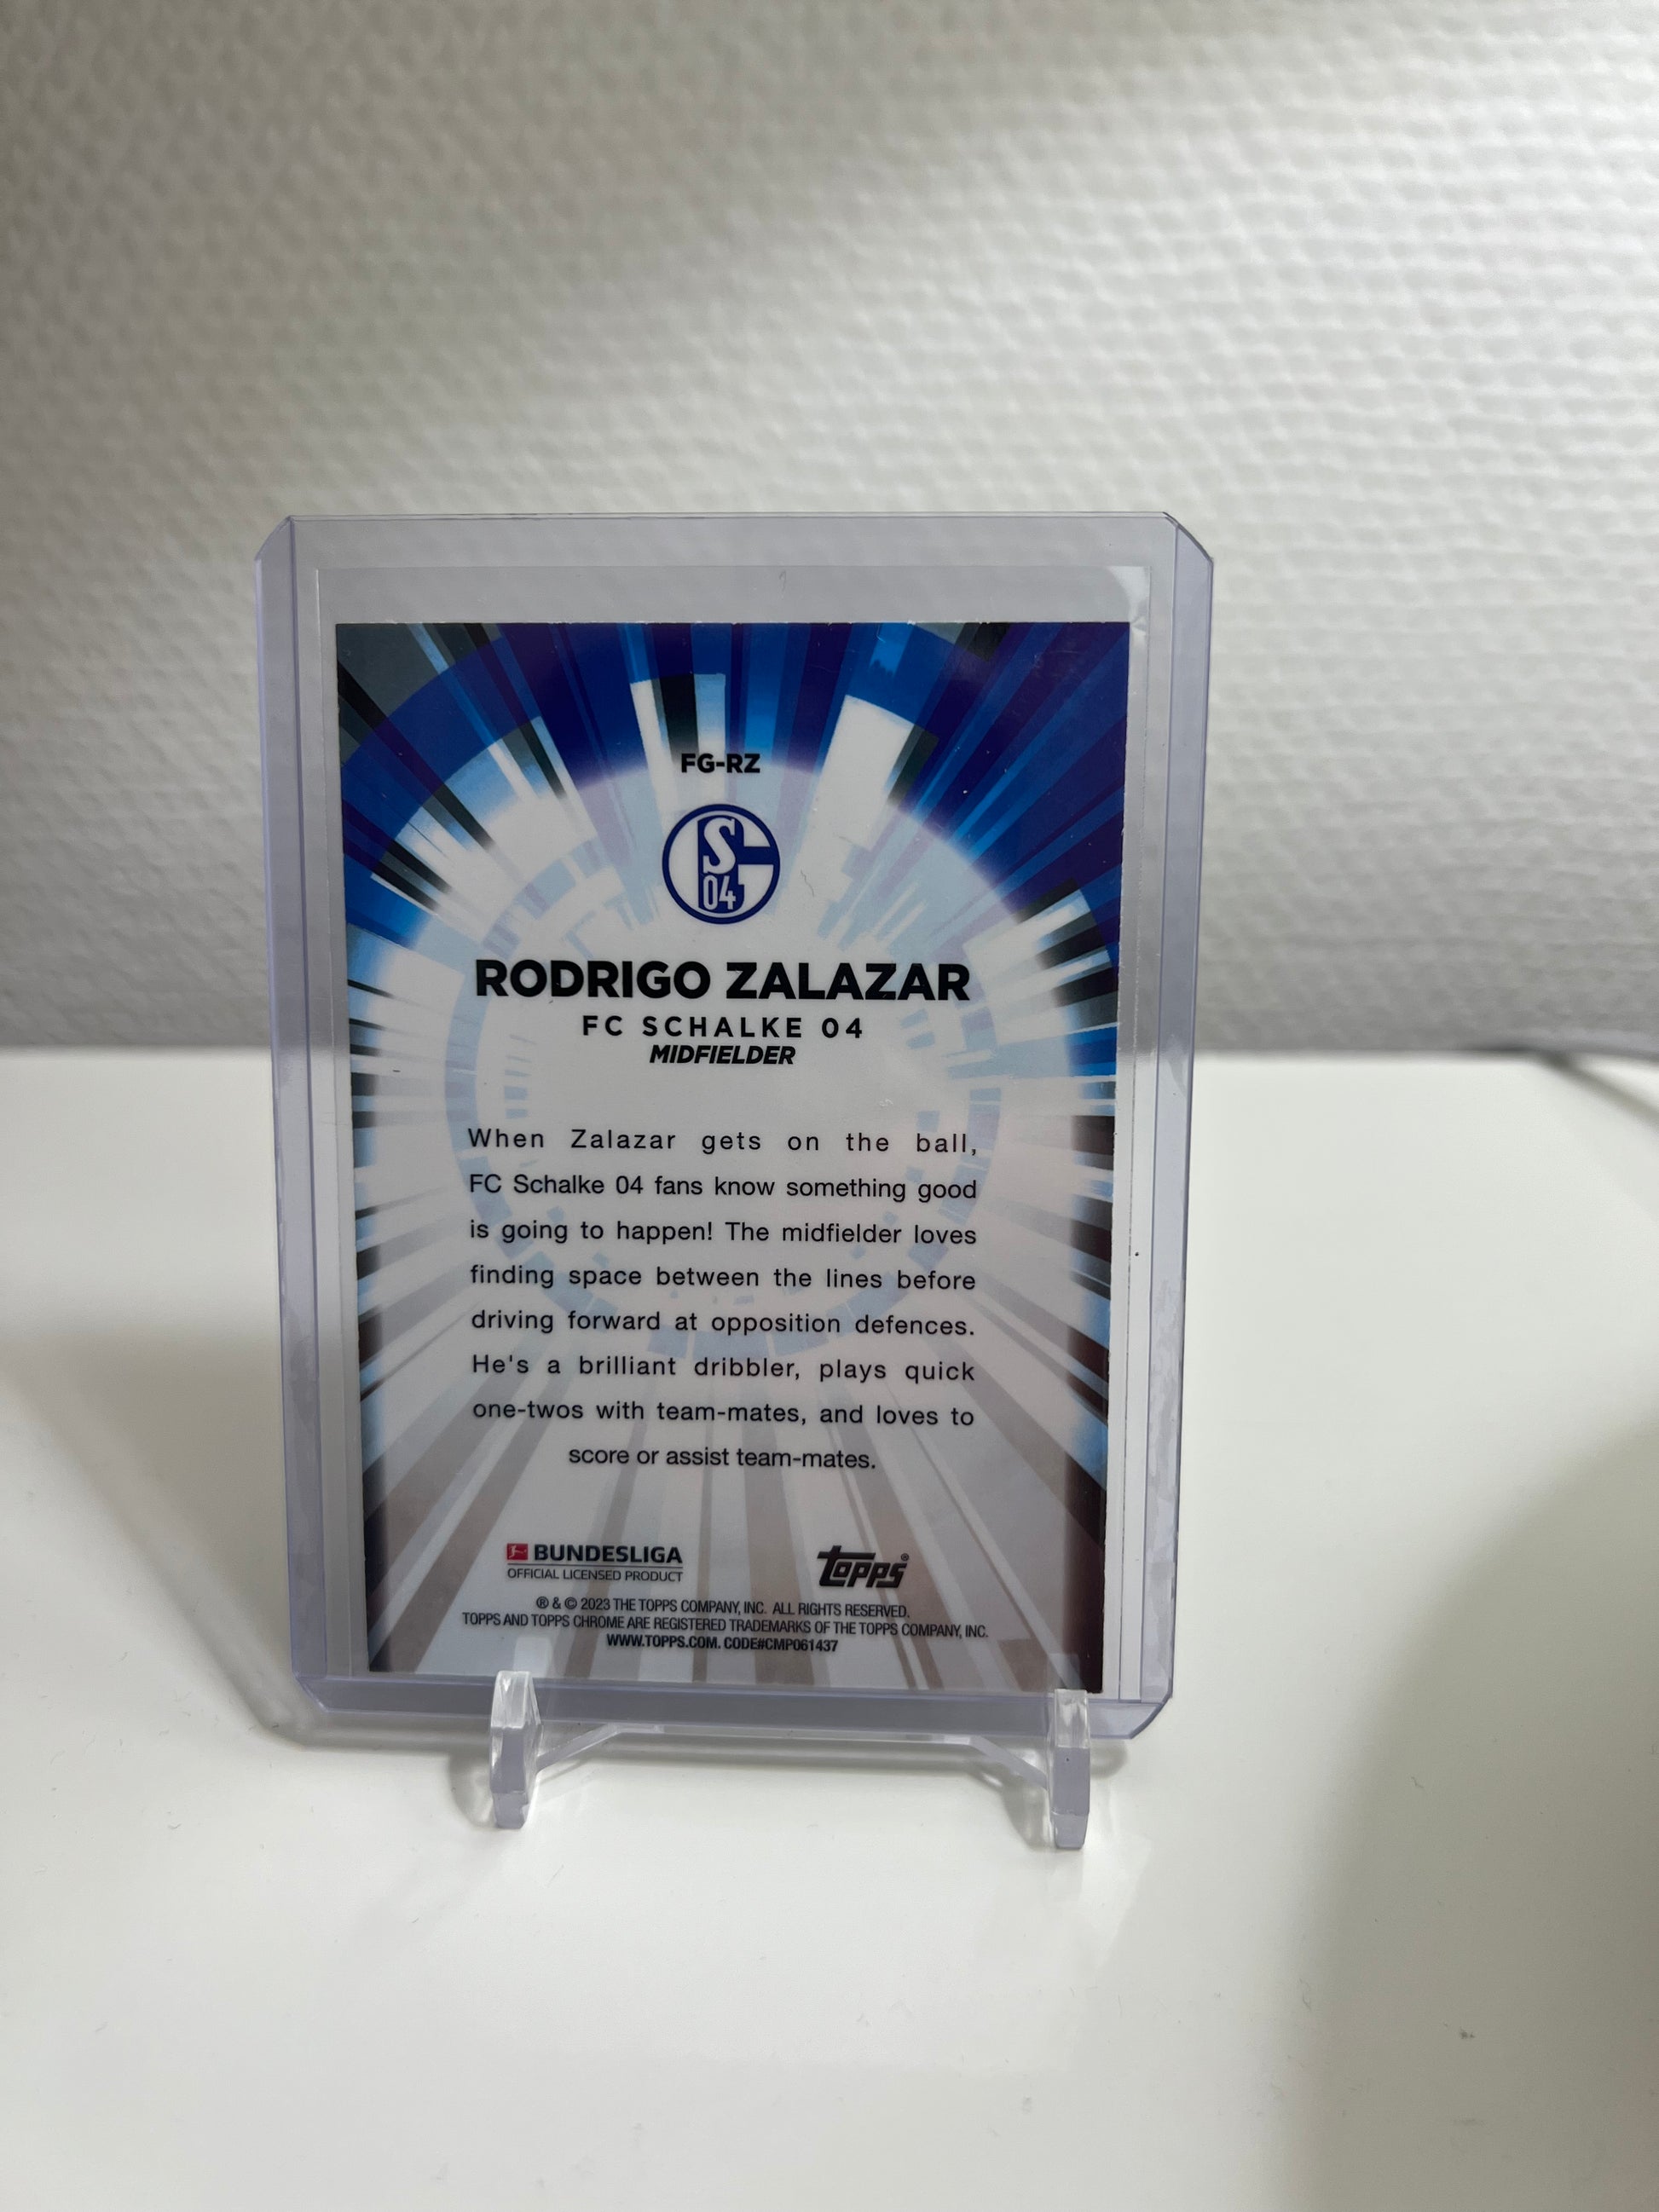 FG-RZ
S
04
RODRIGO ZALAZAR
FC SCHALKE 04
MIDFIELDER
When Zalazar gets on the ball,
FC Schalke 04 fans know something good
is going to happen! The midfielder loves
finding space between the lines before
driving forward at opposition defences.
He's a brilliant dribbler, plays quick
one-twos with team-mates, and loves to
score or assist team-mates.
BUNDESLIGA
OFFICIAL LICENSED PRODUCT
topps®
® & © 2023 THE TOPPS COMPANY, INC. ALL RIGHTS RESERVED.
TOPPS AND TOPPS CHROME ARE REGISTERED TRADEMARKS OF THE TOPPS COMPANY, INC.
WWW.TOPPS.COM. CODE#CMP061437